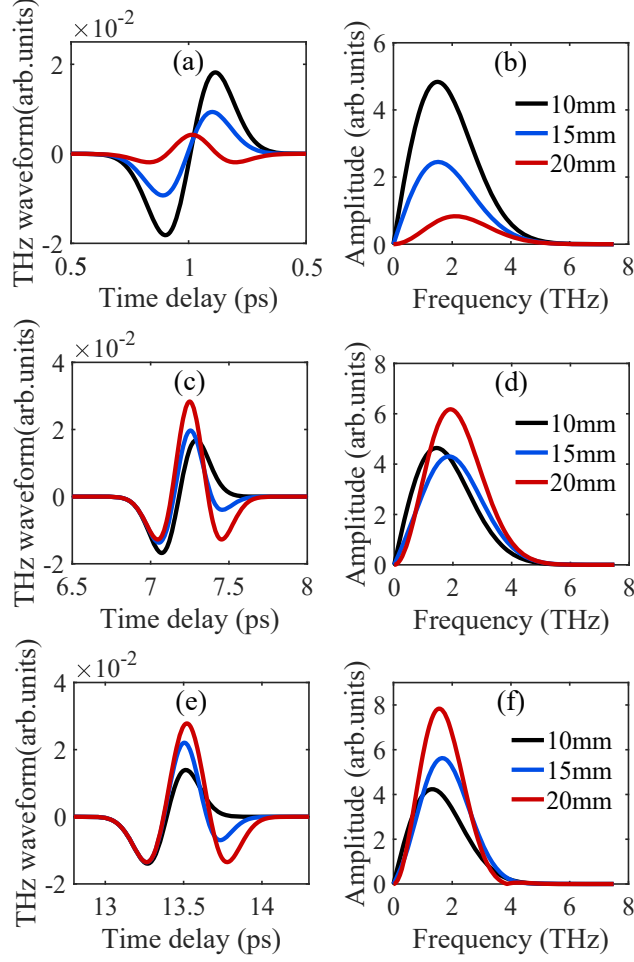 ×10⁻²
(a)
2
0
-2
0.5 1 0.5
THz waveform(arb.units)
Time delay (ps)
(b)
6
4
2
0
0 2 4 6 8
Amplitude (arb.units)
Frequency (THz)
10mm
15mm
20mm
×10⁻²
(c)
4
2
0
-2
6.5 7 7.5 8
THz waveform(arb.units)
Time delay (ps)
(d)
8
6
4
2
0
0 2 4 6 8
Amplitude (arb.units)
Frequency (THz)
10mm
15mm
20mm
×10⁻²
(e)
4
2
0
-2
13 13.5 14
THz waveform(arb.units)
Time delay (ps)
(f)
8
6
4
2
0
0 2 4 6 8
Amplitude (arb.units)
Frequency (THz)
10mm
15mm
20mm